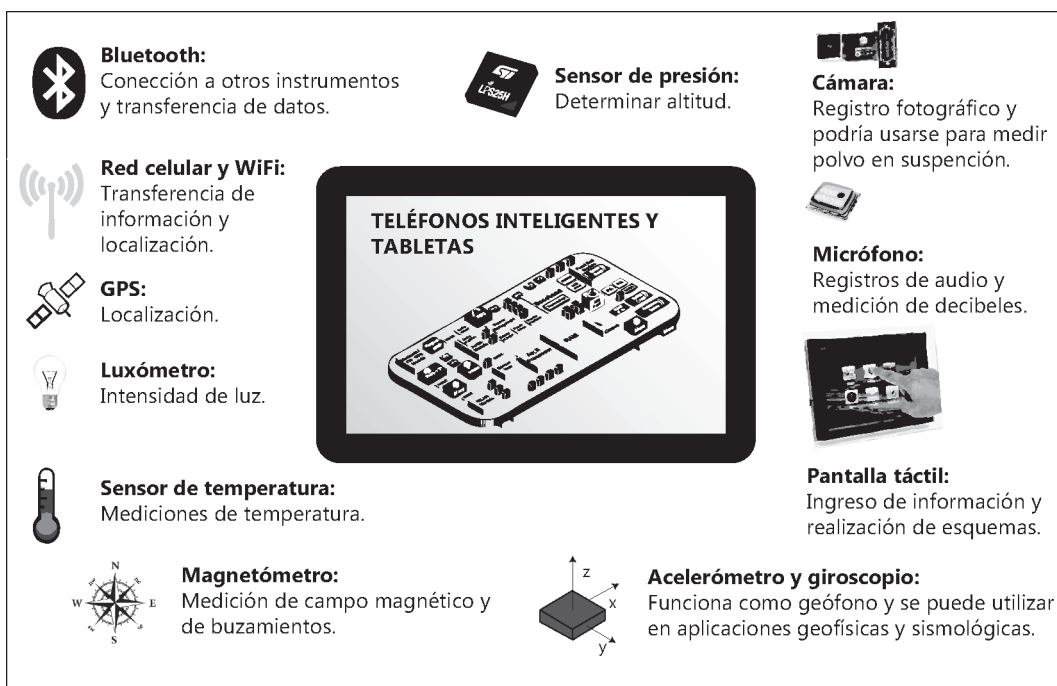 Bluetooth:
Conección a otros instrumentos
y transferencia de datos.
Red celular y WiFi:
Transferencia de
información y
localización.
GPS:
Localización.
Luxómetro:
Intensidad de luz.
Sensor de temperatura:
Mediciones de temperatura.
N
W E
S
Magnetómetro:
Medición de campo magnético y
de buzamientos.
ST
LPS25H
Sensor de presión:
Determinar altitud.
TELÉFONOS INTELIGENTES Y
TABLETAS
Cámara:
Registro fotográfico y
podría usarse para medir
polvo en suspención.
Micrófono:
Registros de audio y
medición de decibeles.
Pantalla táctil:
Ingreso de información y
realización de esquemas.
z
x
y
Acelerómetro y giroscopio:
Funciona como geófono y se puede utilizar
en aplicaciones geofísicas y sismológicas.